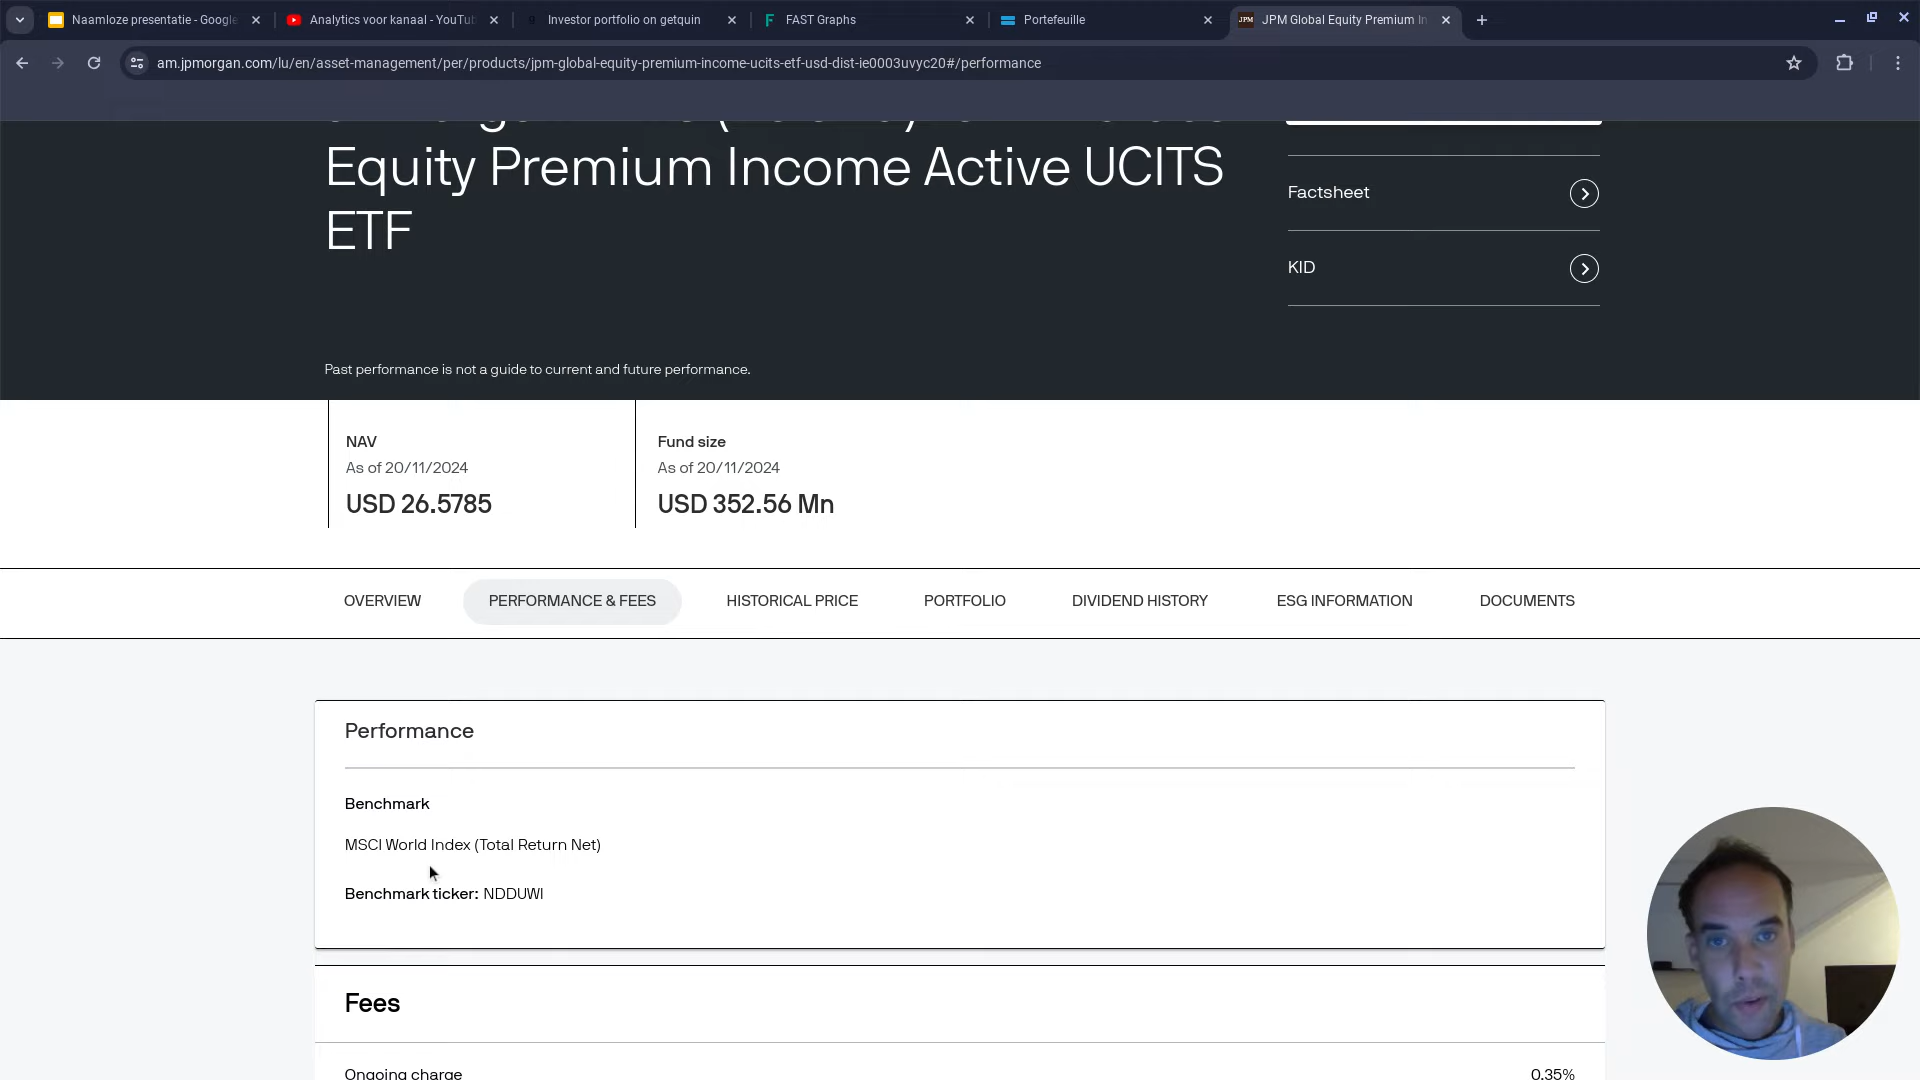 Naamloze presentatie - Google
Analytics voor kanaal - YouTu
Investor portfolio on getquin
FAST Graphs
Portefeuille
JPM Global Equity Premium In
am.jpmorgan.com/lu/en/asset-management/per/products/jpm-global-equity-premium-income-ucits-etf-usd-dist-ie0003uvyc20#/performance
Equity Premium Income Active UCITS
ETF
Factsheet
KID
Past performance is not a guide to current and future performance.
NAV
As of 20/11/2024
USD 26.5785
Fund size
As of 20/11/2024
USD 352.56 Mn
OVERVIEW
PERFORMANCE & FEES
HISTORICAL PRICE
PORTFOLIO
DIVIDEND HISTORY
ESG INFORMATION
DOCUMENTS
Performance
Benchmark
MSCI World Index (Total Return Net)
Benchmark ticker: NDDUWI
Fees
Ongoing charge 0.35%